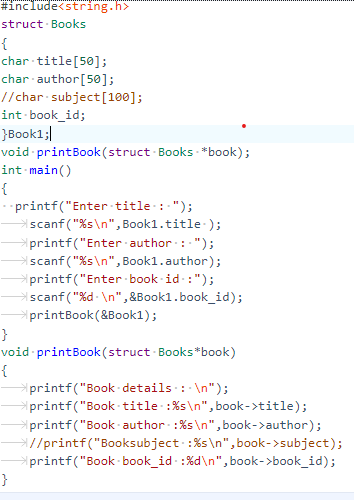 #include<string.h>
struct Books
{
char title[50];
char author[50];
//char subject[100];
int book_id;
}Book1;
void printBook(struct Books *book);
int main()
{
  printf("Enter title : ");
    scanf("%s\n",Book1.title );
    printf("Enter author : ");
    scanf("%s\n",Book1.author);
    printf("Enter book id :");
    scanf("%d \n",&Book1.book_id);
    printBook(&Book1);
}
void printBook(struct Books*book)
{
    printf("Book details : \n");
    printf("Book title :%s\n",book->title);
    printf("Book author :%s\n",book->author);
    //printf("Booksubject :%s\n",book->subject);
    printf("Book book_id :%d\n",book->book_id);
}